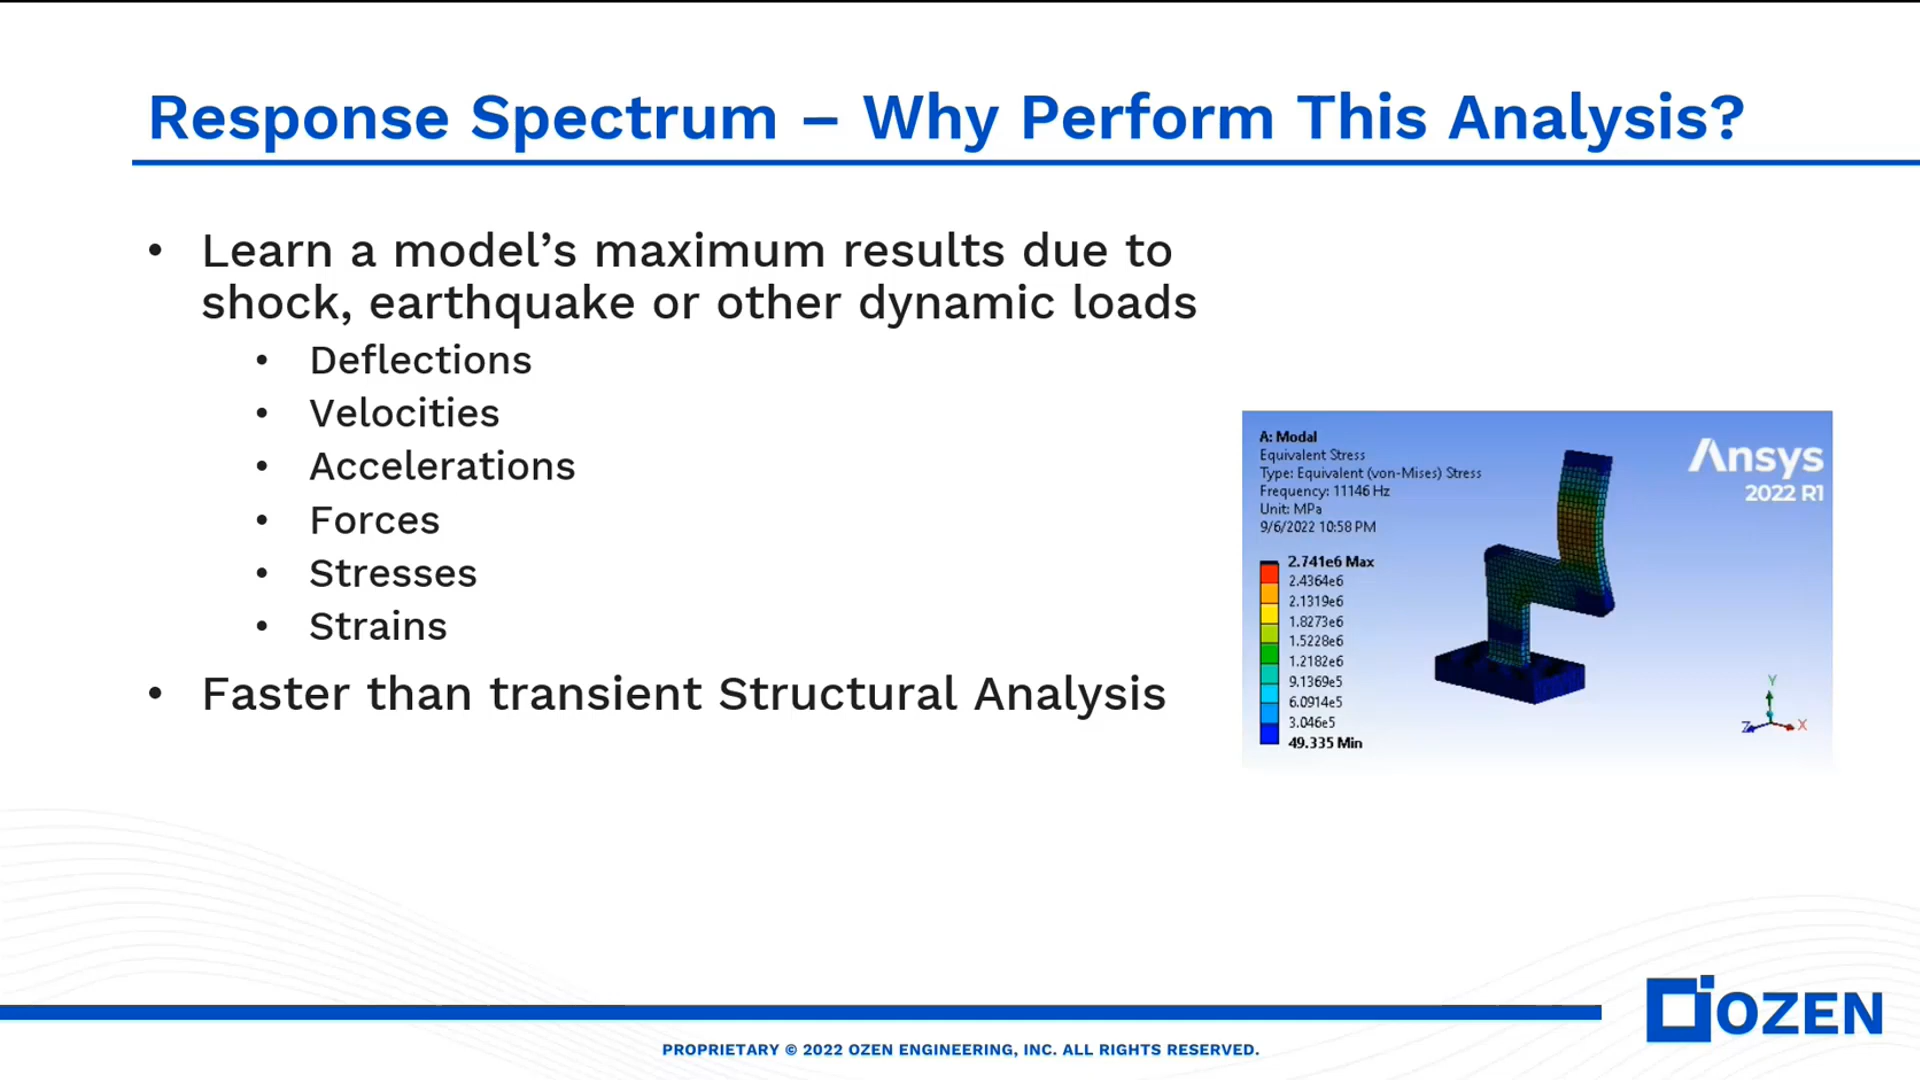 Response Spectrum – Why Perform This Analysis?
• Learn a model’s maximum results due to
shock, earthquake or other dynamic loads
• Deflections
• Velocities
• Accelerations
• Forces
• Stresses
• Strains
• Faster than transient Structural Analysis
A: Modal
Equivalent Stress
Type: Equivalent (von-Mises) Stress
Frequency: 11146 Hz
Unit: MPa
9/6/2022 10:58 PM
2.741e6 Max
2.4364e6
2.1319e6
1.8273e6
1.5228e6
1.2182e6
9.1369e5
6.0914e5
3.046e5
49.335 Min
Ansys
2022 R1
Y
Z
X
OZEN
PROPRIETARY © 2022 OZEN ENGINEERING, INC. ALL RIGHTS RESERVED.